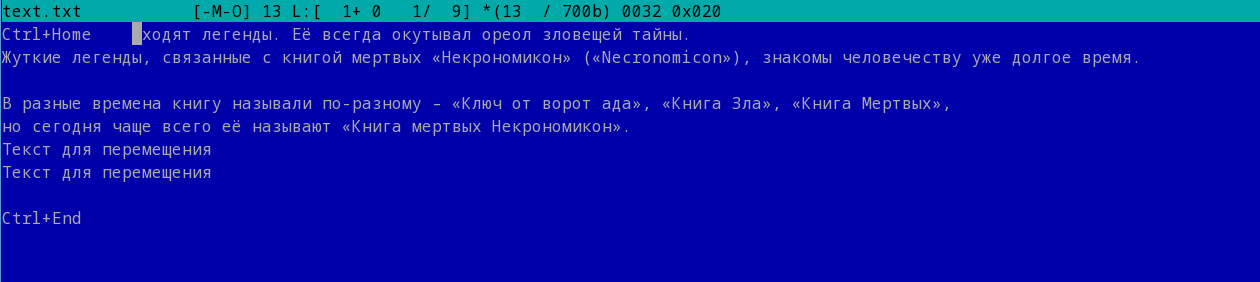 text.txt [-M-O] 13 L:[ 1+ 0 1/ 9] *(13 / 700b) 0032 0x020
Ctrl+Home ходят легенды. Её всегда окутывал ореол зловещей тайны.
Жуткие легенды, связанные с книгой мертвых «Некрономикон» («Necronomicon»), знакомы человечеству уже долгое время.
В разные времена книгу называли по-разному – «Ключ от ворот ада», «Книга Зла», «Книга Мертвых»,
но сегодня чаще всего её называют «Книга мертвых Некрономикон».
Текст для перемещения
Текст для перемещения
Ctrl+End